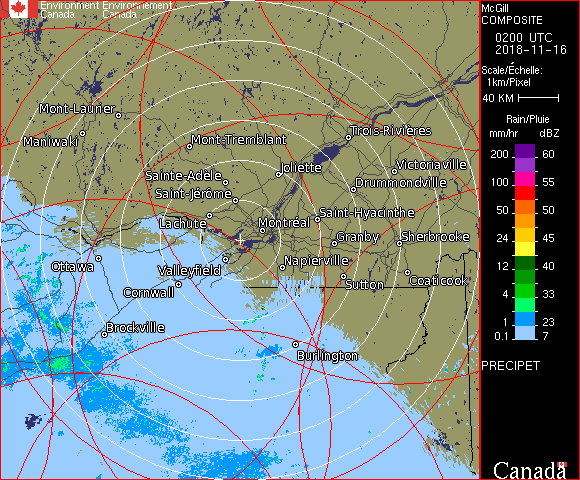 Environment Environnement
Canada Canada
McGill
COMPOSITE
0200 UTC
2018-11-16
Scale/Échelle:
1km/Pixel
40 KM
Rain/Pluie
mm/hr dBZ
200 60
100 55
50 50
24 45
12 40
4 33
1 23
0.1 7
PRECIPET
Mont-Laurier
Maniwaki
Mont-Tremblant
Trois-Rivières
Joliette
Victoriaville
Sainte-Adèle
Drummondville
Saint-Jérôme
Lachute
Saint-Hyacinthe
Montréal
Granby
Sherbrooke
Ottawa
Valleyfield
Napierville
Cornwall
Sutton
Coaticook
Brockville
Burlington
Canada